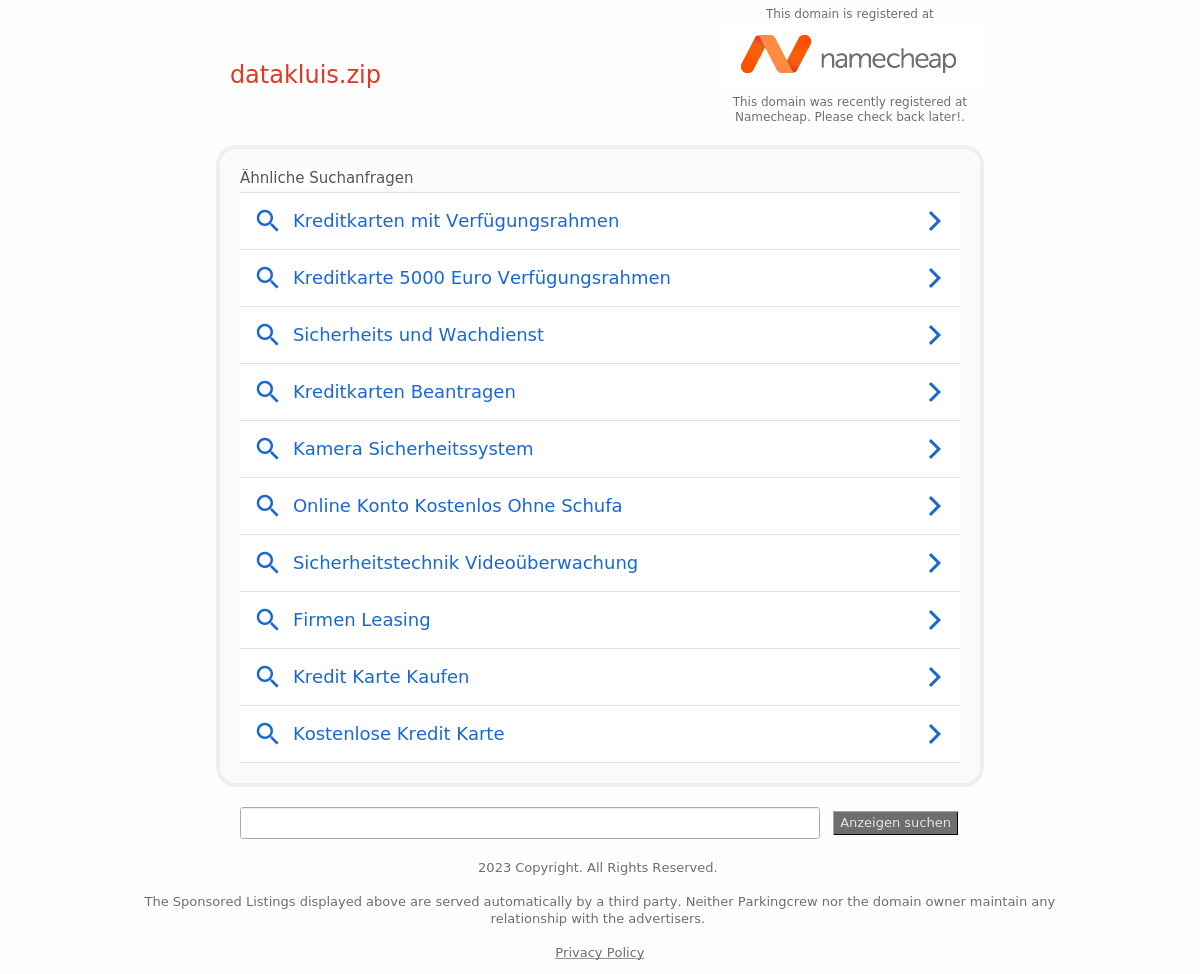 This domain is registered at
datakluis.zip
namecheap
This domain was recently registered at
Namecheap. Please check back later!.
Ähnliche Suchanfragen
Kreditkarten mit Verfügungsrahmen
Kreditkarte 5000 Euro Verfügungsrahmen
Sicherheits und Wachdienst
Kreditkarten Beantragen
Kamera Sicherheitssystem
Online Konto Kostenlos Ohne Schufa
Sicherheitstechnik Videoüberwachung
Firmen Leasing
Kredit Karte Kaufen
Kostenlose Kredit Karte
Anzeigen suchen
2023 Copyright. All Rights Reserved.
The Sponsored Listings displayed above are served automatically by a third party. Neither Parkingcrew nor the domain owner maintain any
relationship with the advertisers.
Privacy Policy